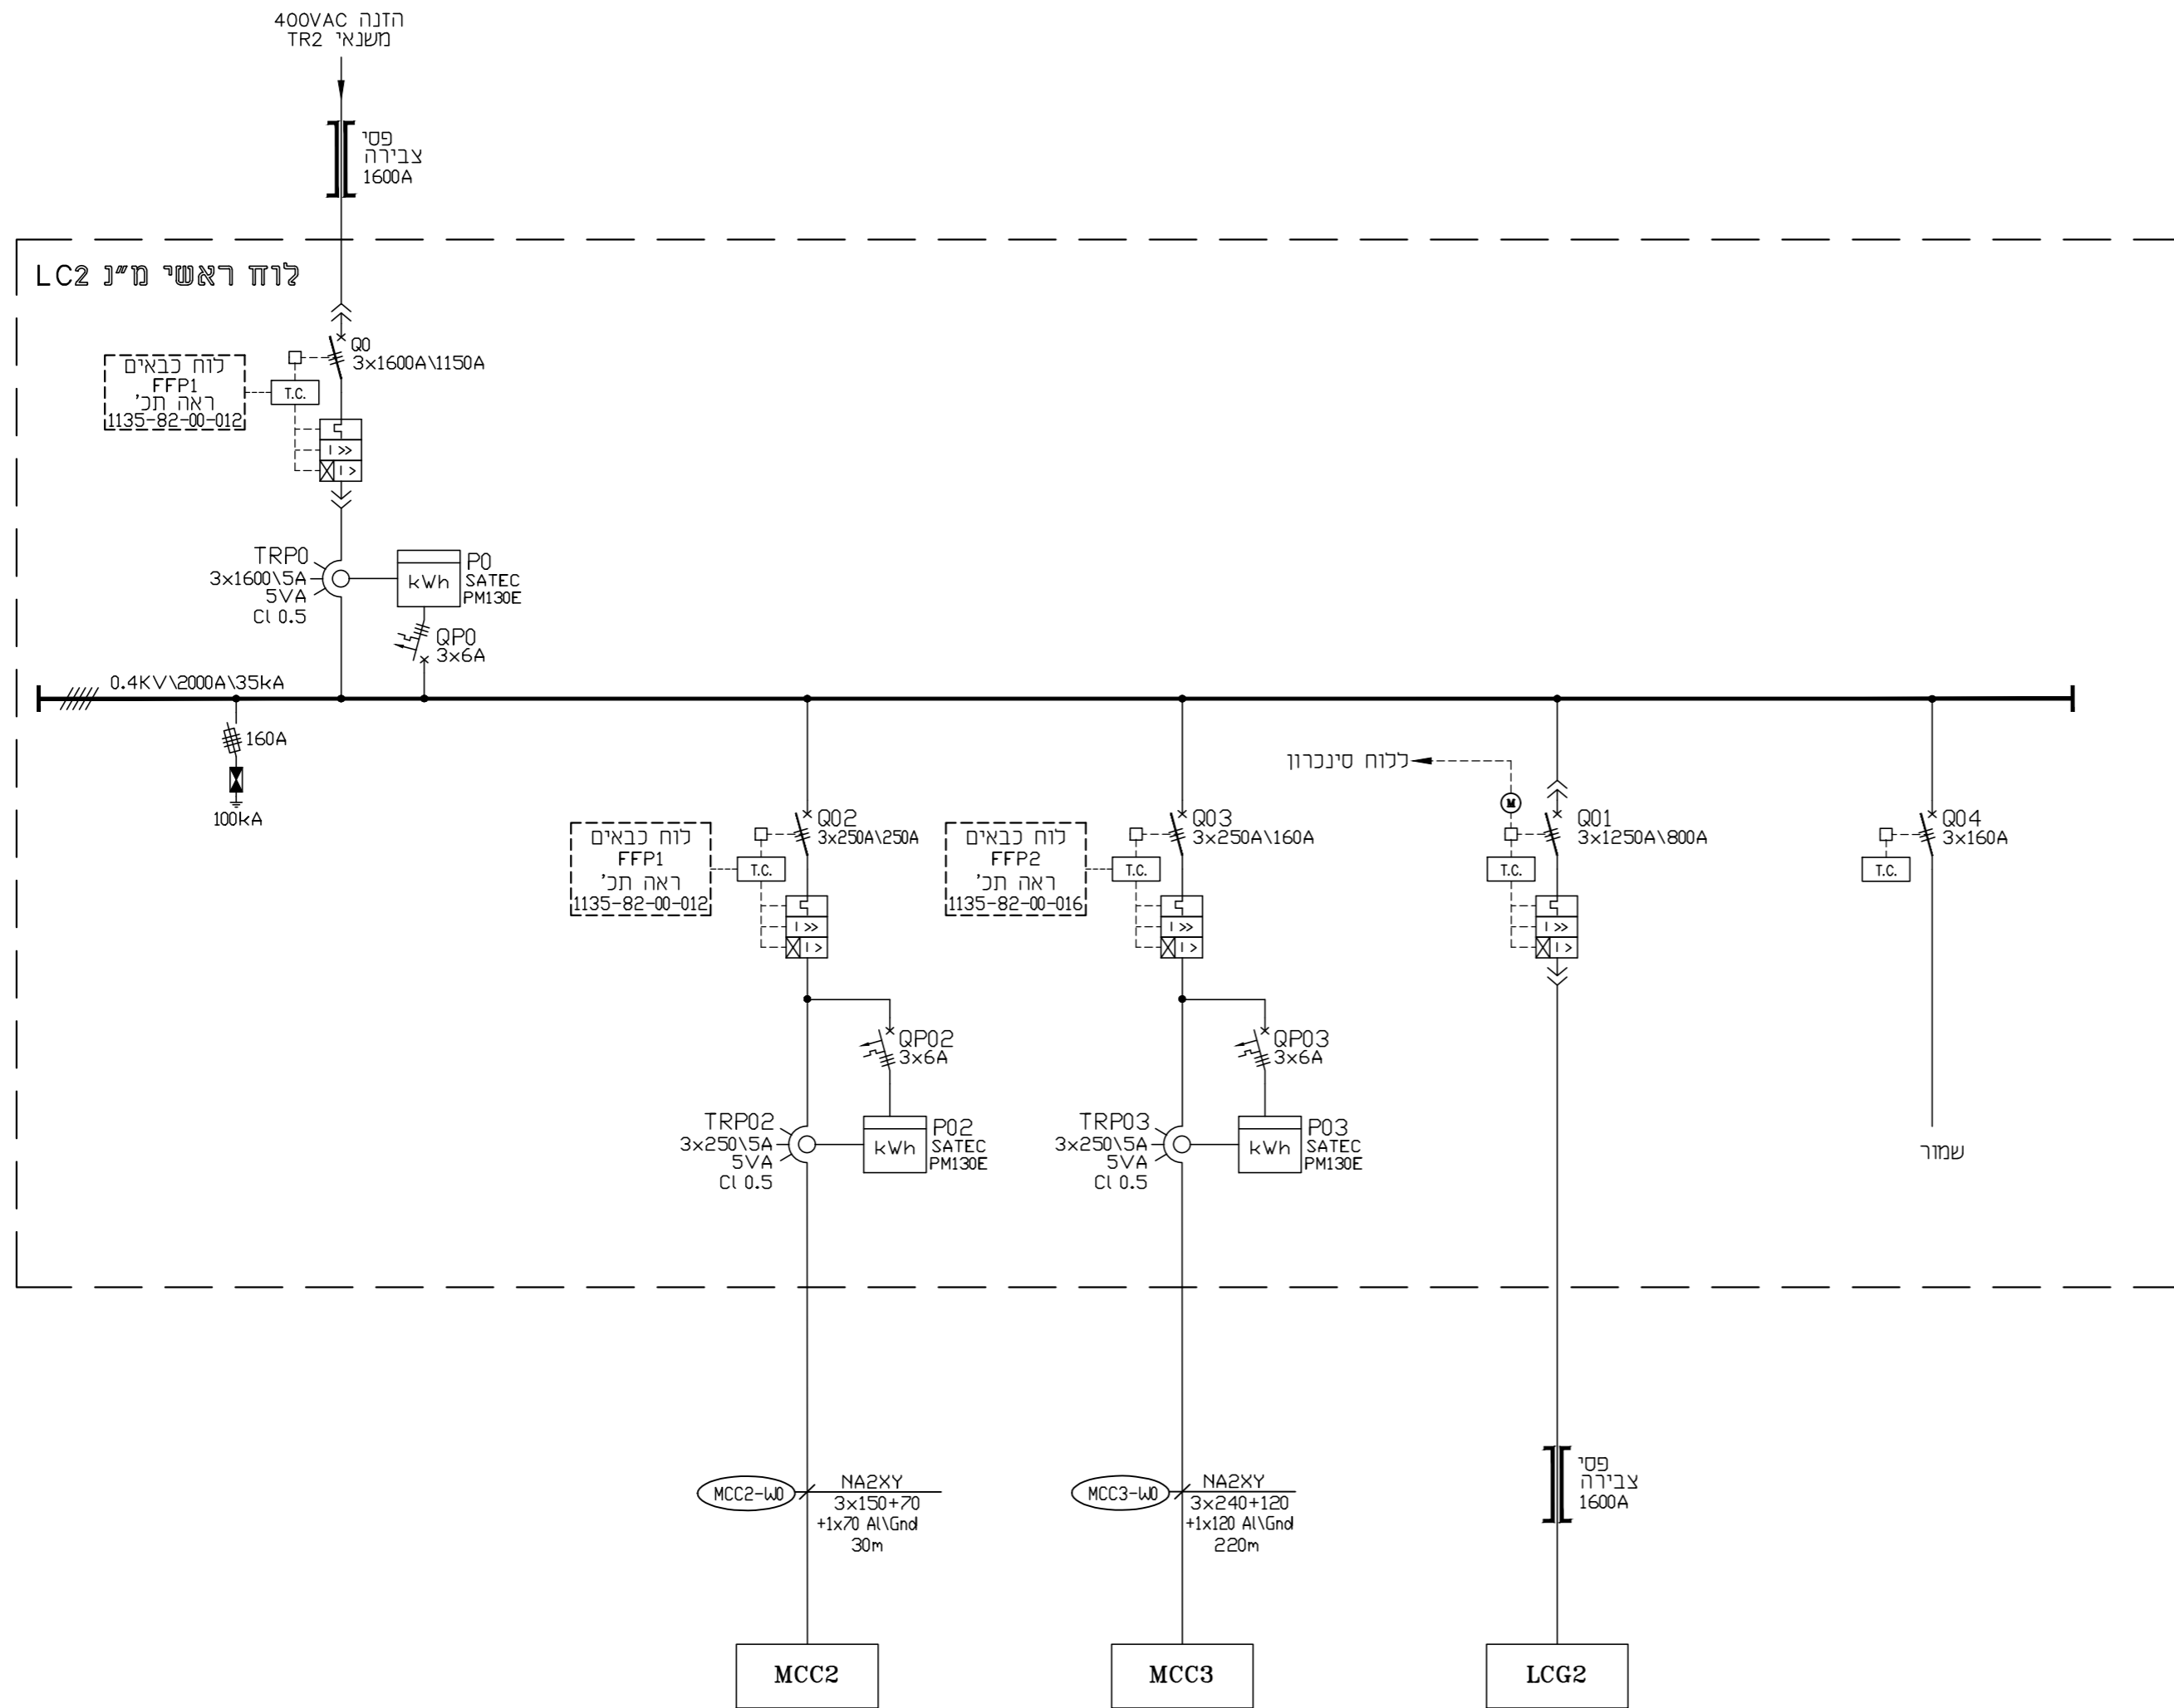 הזנה 400VAC
משנאי TR2
פסי
צבירה
1600A
לוח ראשי מ״נ LC2
Q0
3x1600A\1150A
לוח כבאים
FFP1
ראה תכ'
1135-82-00-012
T.C.
I >>
I >
TRP0
3x1600\5A
5VA
Cl 0.5
kWh
P0
SATEC
PM130E
QP0
3x6A
0.4KV\2000A\35kA
160A
100kA
Q02
3x250A\250A
לוח כבאים
FFP1
ראה תכ'
1135-82-00-012
T.C.
I >>
I >
QP02
3x6A
TRP02
3x250\5A
5VA
Cl 0.5
kWh
P02
SATEC
PM130E
MCC2-W0
NA2XY
3x150+70
+1x70 Al\Gnd
30m
MCC2
Q03
3x250A\160A
לוח כבאים
FFP2
ראה תכ'
1135-82-00-016
T.C.
I >>
I >
QP03
3x6A
TRP03
3x250\5A
5VA
Cl 0.5
kWh
P03
SATEC
PM130E
MCC3-W0
NA2XY
3x240+120
+1x120 Al\Gnd
220m
MCC3
ללוח סינכרון
M
Q01
3x1250A\800A
T.C.
I >>
I >
פסי
צבירה
1600A
LCG2
Q04
3x160A
T.C.
שמור